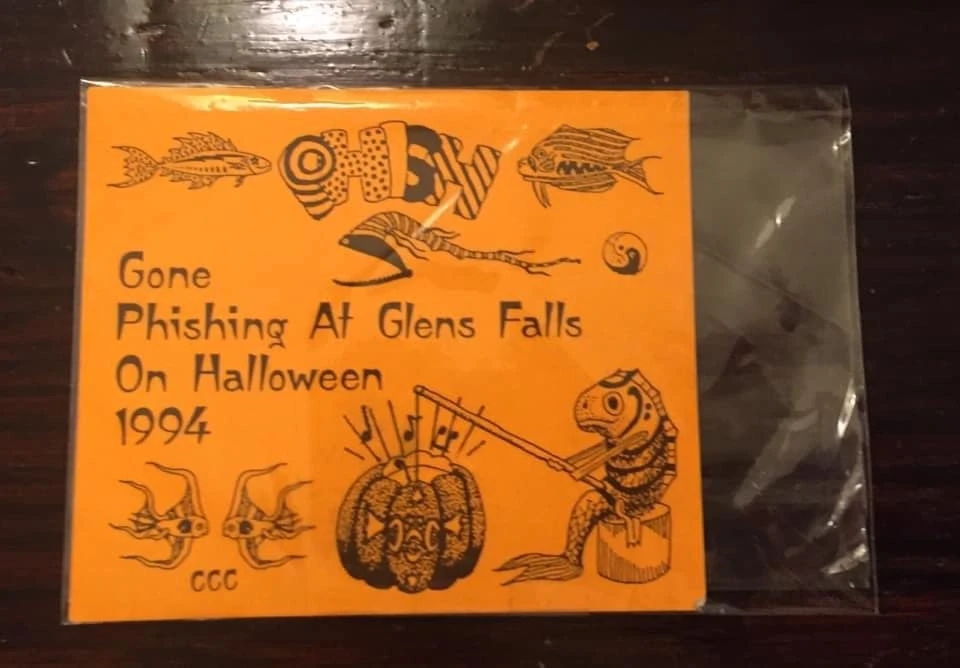 PHISH
Gone
Phishing At Glens Falls
On Halloween
1994
CCC